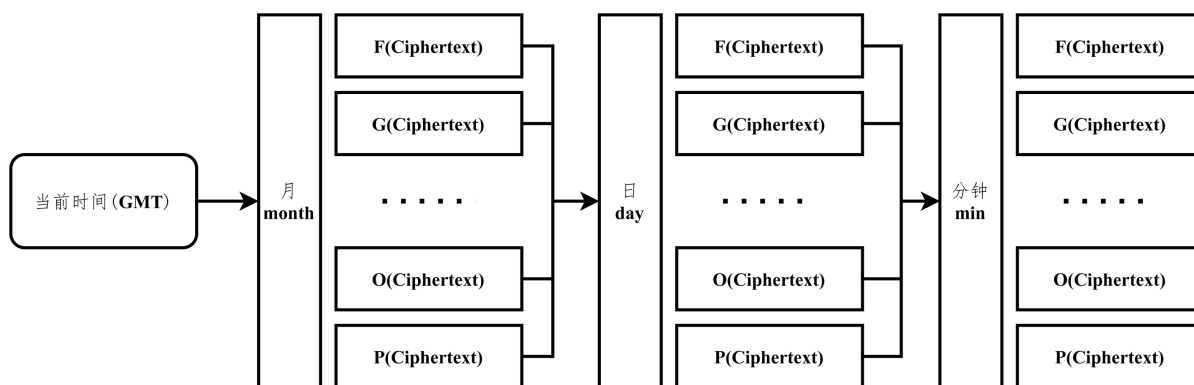 当前时间(GMT)
月
month
F(Ciphertext)
G(Ciphertext)
......
O(Ciphertext)
P(Ciphertext)
日
day
F(Ciphertext)
G(Ciphertext)
.....
O(Ciphertext)
P(Ciphertext)
分钟
min
F(Ciphertext)
G(Ciphertext)
.....
O(Ciphertext)
P(Ciphertext)